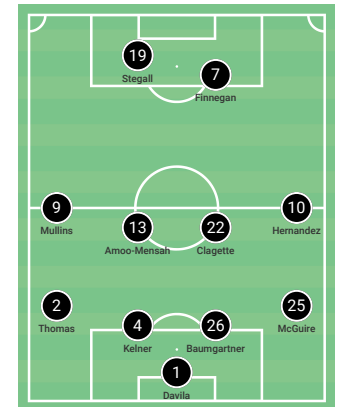 19
Stegall
7
Finnegan
9
Mullins
13
Amoo-Mensah
22
Clagette
10
Hernandez
2
Thomas
4
Kelner
26
Baumgartner
25
McGuire
1
Davila